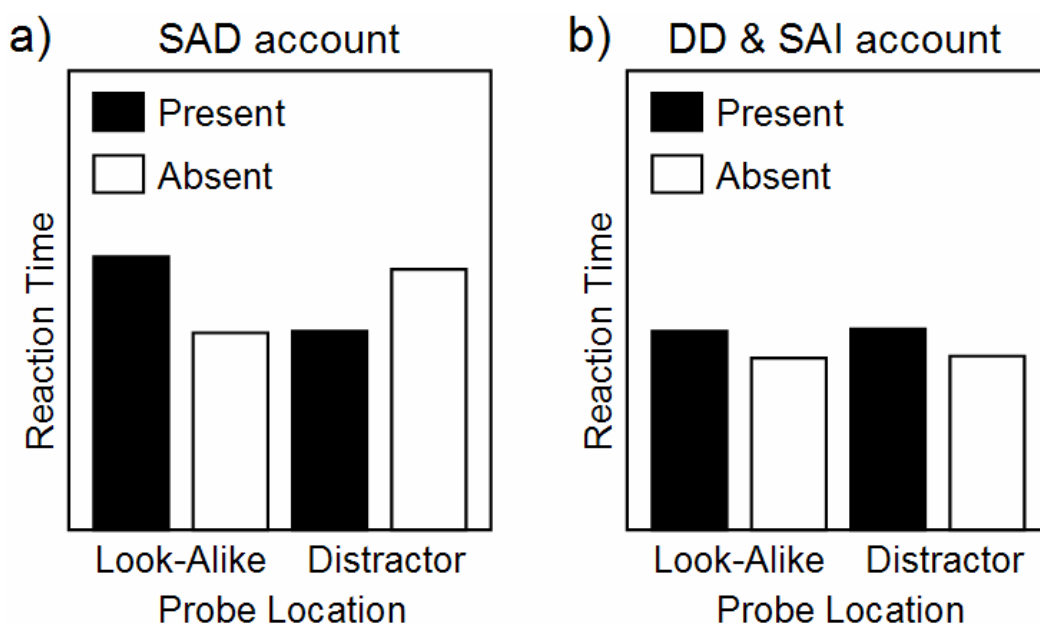 a) SAD account
Present
Absent
Reaction Time
Look-Alike Distractor
Probe Location
b) DD & SAI account
Present
Absent
Reaction Time
Look-Alike Distractor
Probe Location